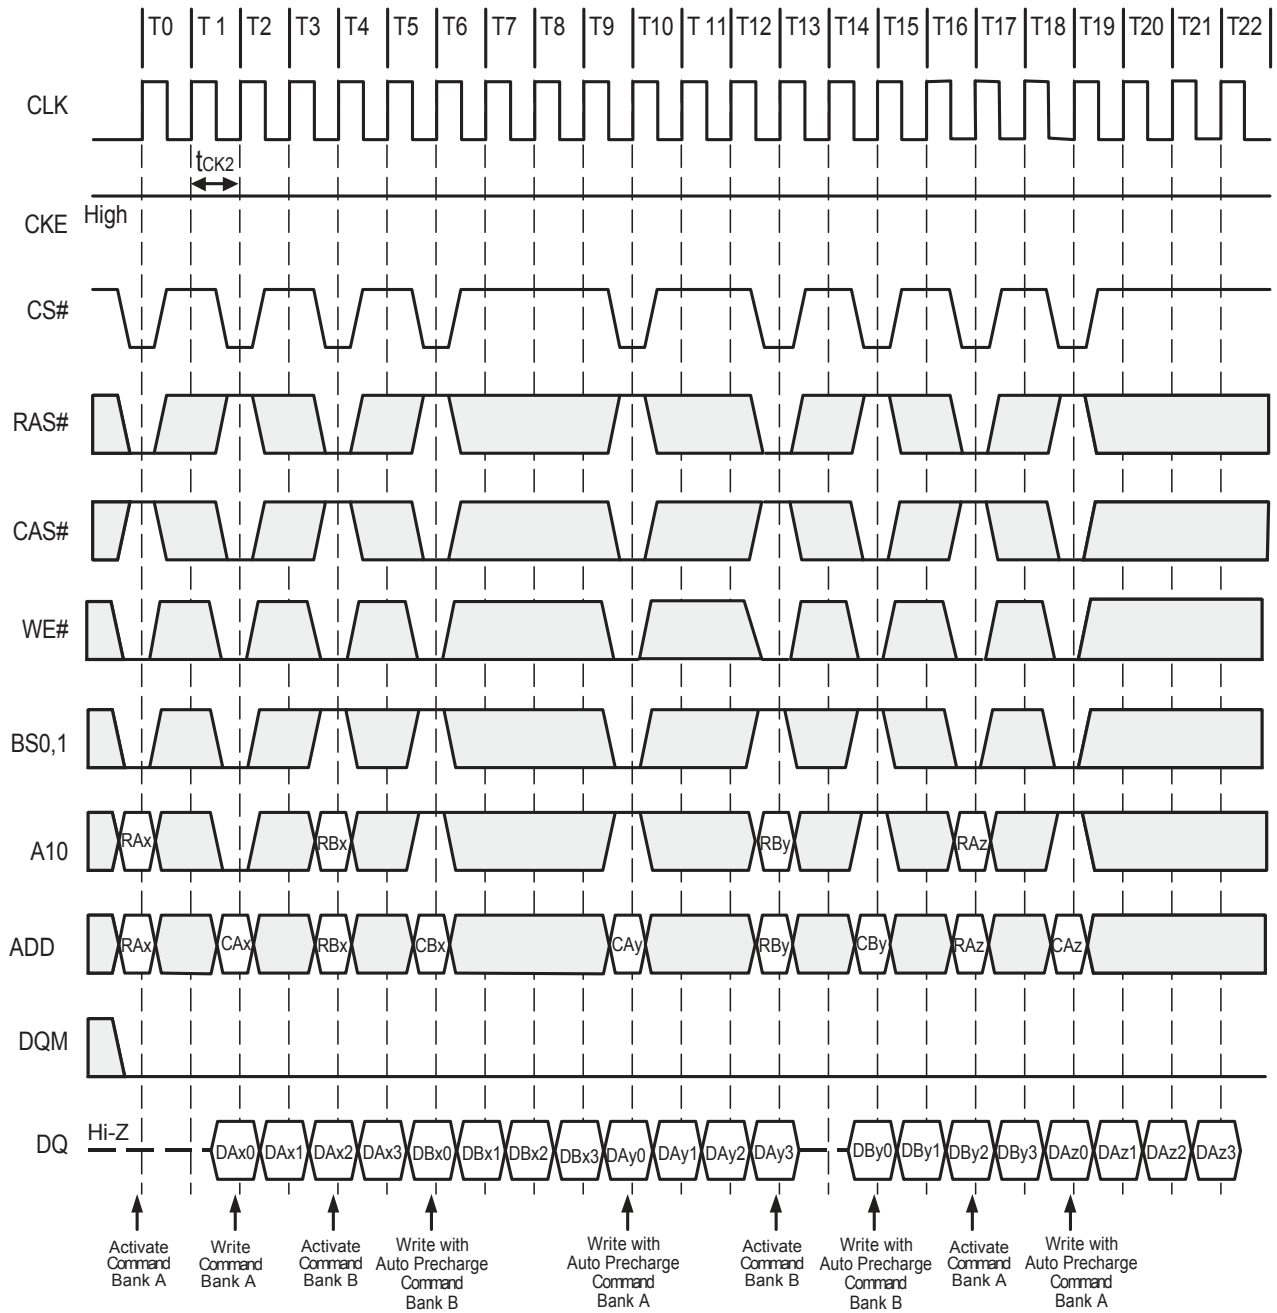 T0 T 1 T2 T3 T4 T5 T6 T7 T8 T9 T10 T 11 T12 T13 T14 T15 T16 T17 T18 T19 T20 T21 T22
CLK
tCK2
CKE High
CS#
RAS#
CAS#
WE#
BS0,1
A10 RAx RBx RBy RAz
ADD RAx CAx RBx CBx CAy RBy CBy RAz CAz
DQM
DQ Hi-Z DAx0 DAx1 DAx2 DAx3 DBx0 DBx1 DBx2 DBx3 DAy0 DAy1 DAy2 DAy3 DBy0 DBy1 DBy2 DBy3 DAz0 DAz1 DAz2 DAz3
Activate
Command
Bank A
Write
Command
Bank A
Activate
Command
Bank B
Write with
Auto Precharge
Command
Bank B
Write with
Auto Precharge
Command
Bank A
Activate
Command
Bank B
Write with
Auto Precharge
Command
Bank B
Activate
Command
Bank A
Write with
Auto Precharge
Command
Bank A